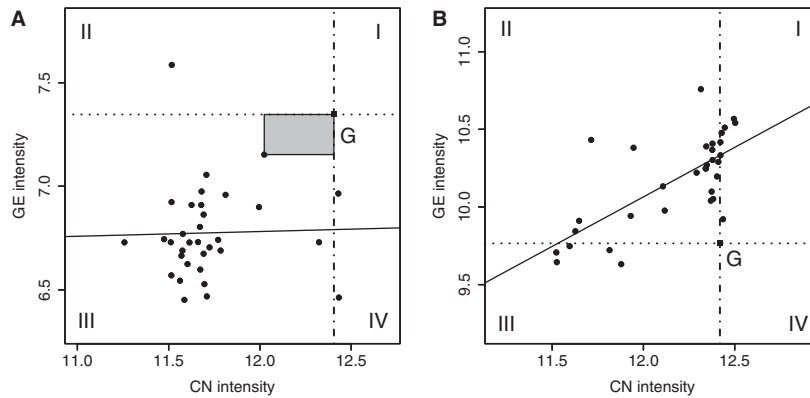 A
II
I
G
III
IV
7.5
7.0
6.5
GE intensity
11.0 11.5 12.0 12.5
CN intensity
B
II
I
G
III
IV
11.0
10.5
10.0
9.5
GE intensity
11.5 12.0 12.5
CN intensity